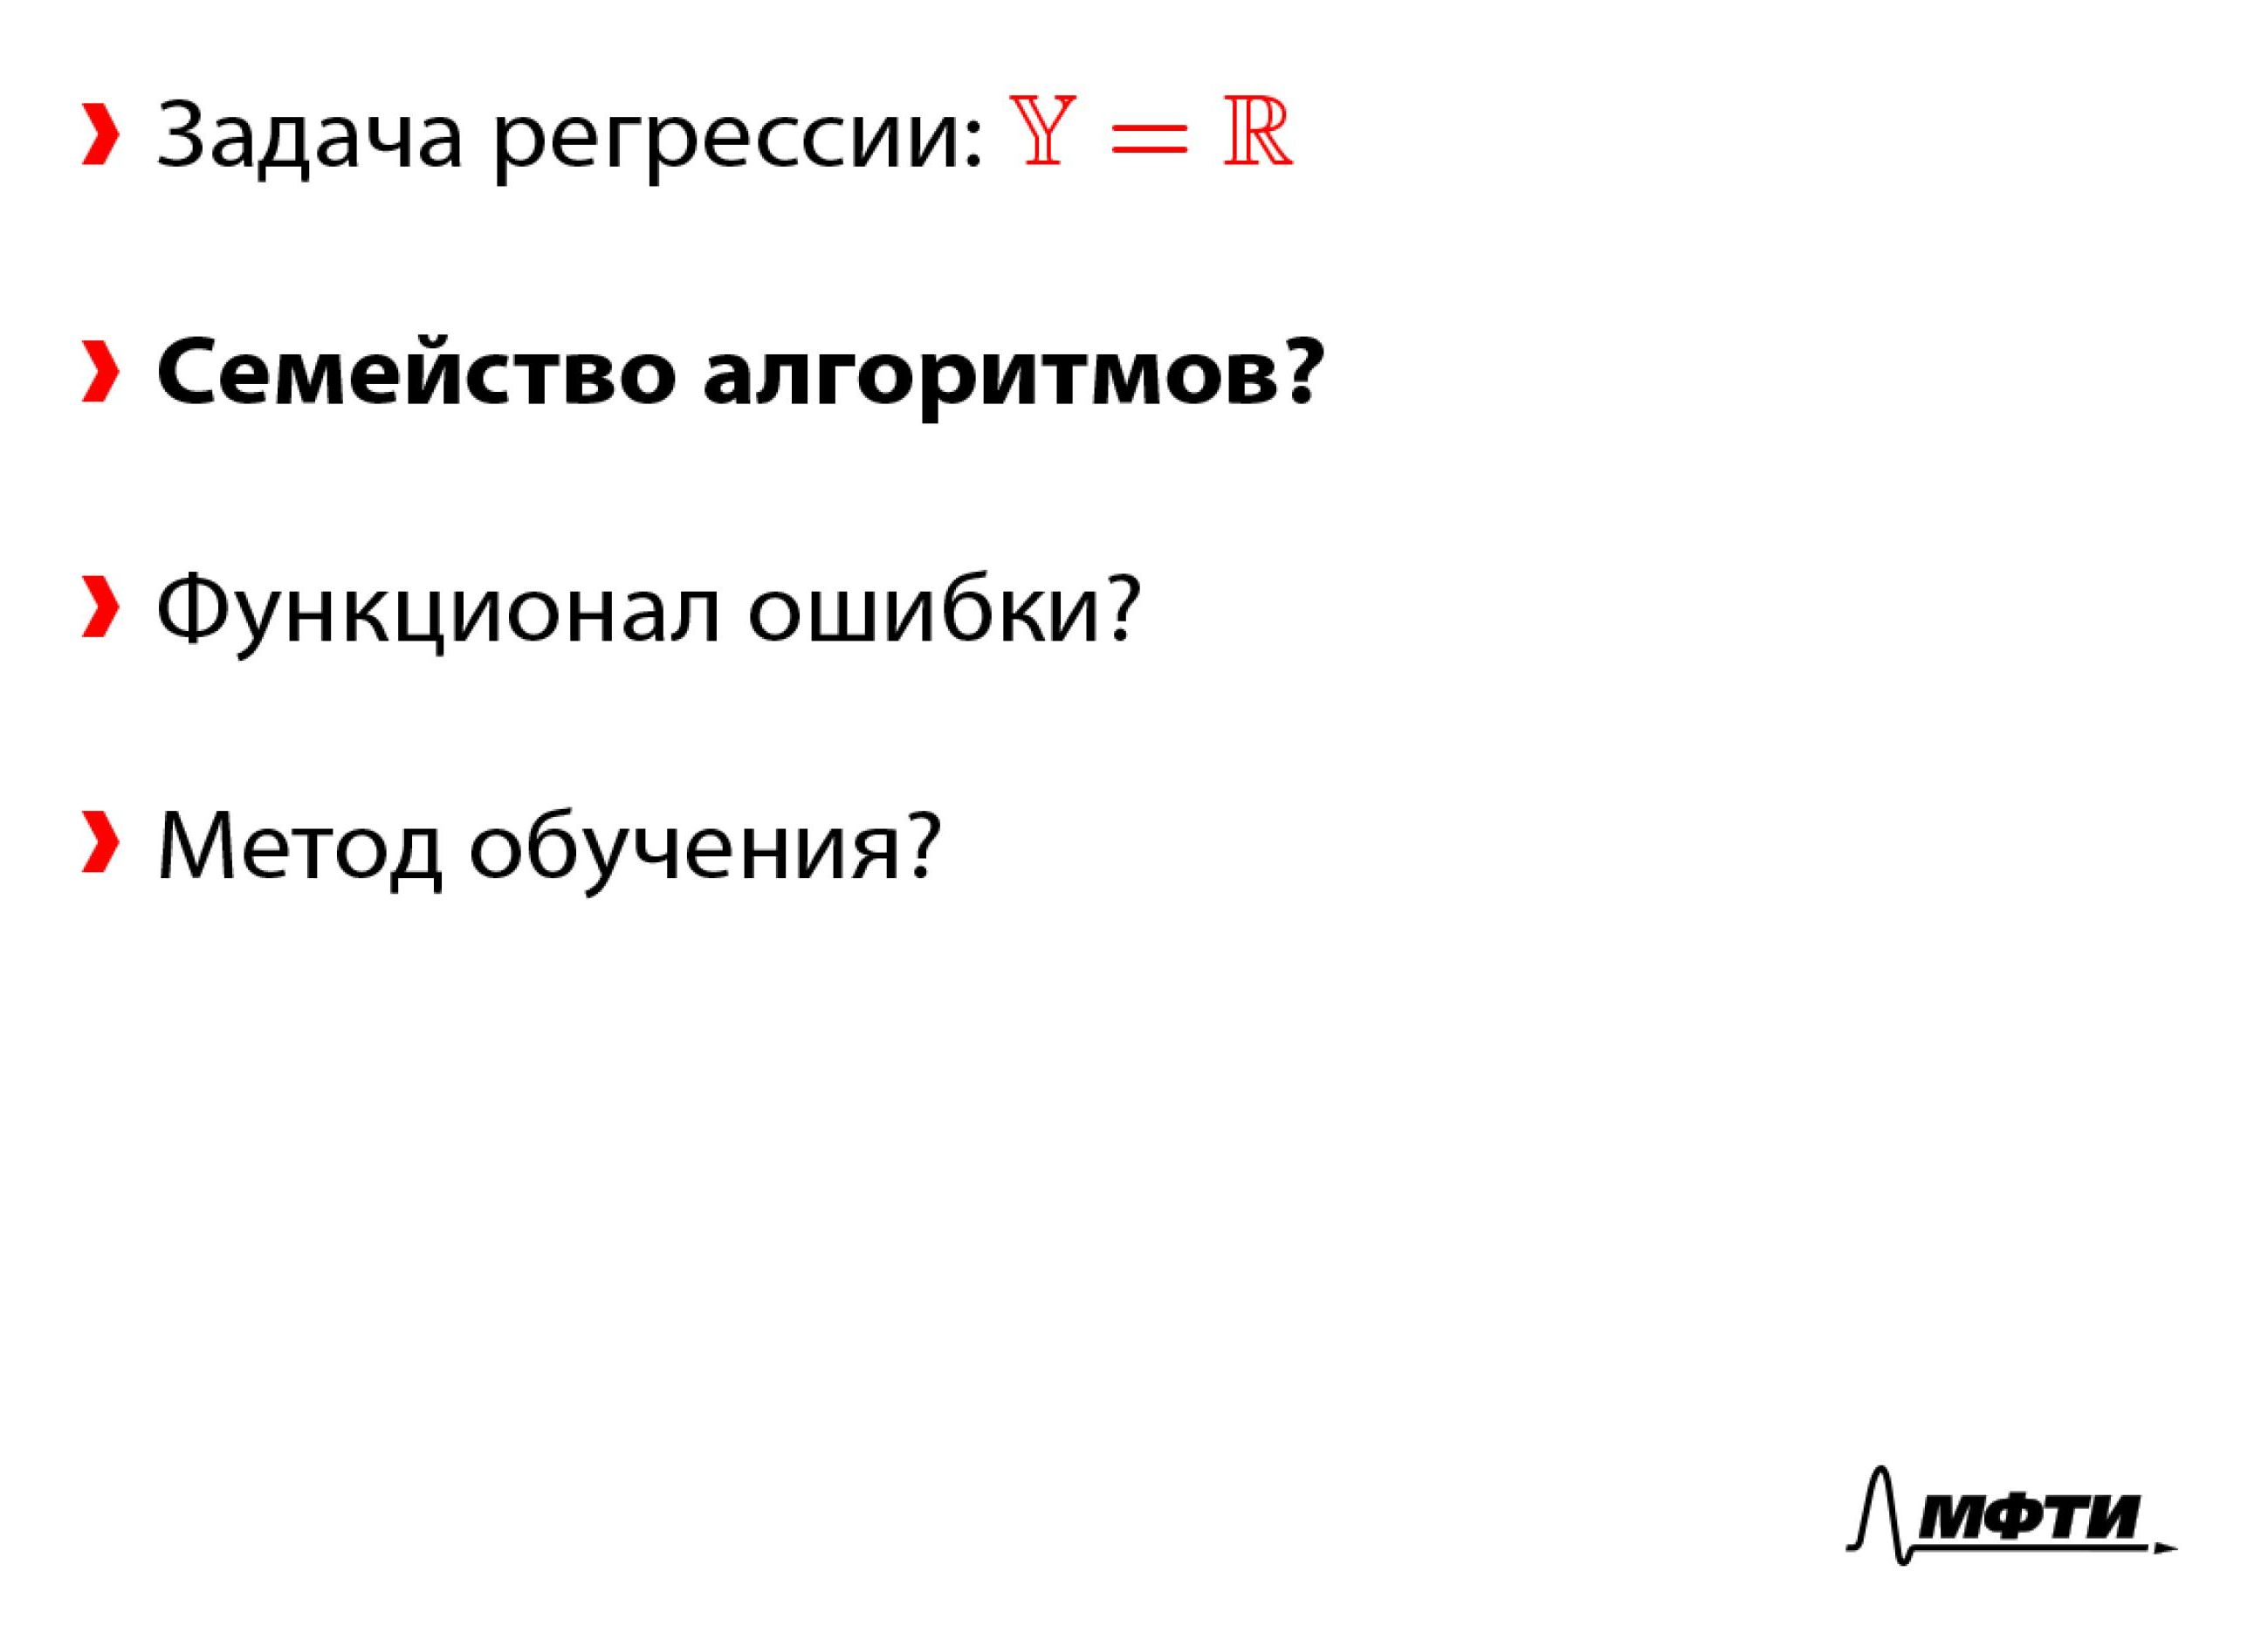 Задача регрессии: 𝕐 = ℝ
Семейство алгоритмов?
Функционал ошибки?
Метод обучения?
МФТИ